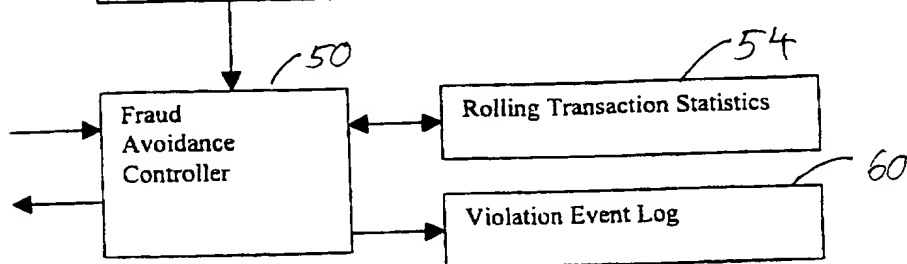 50
54
Fraud
Avoidance
Controller
Rolling Transaction Statistics
60
Violation Event Log